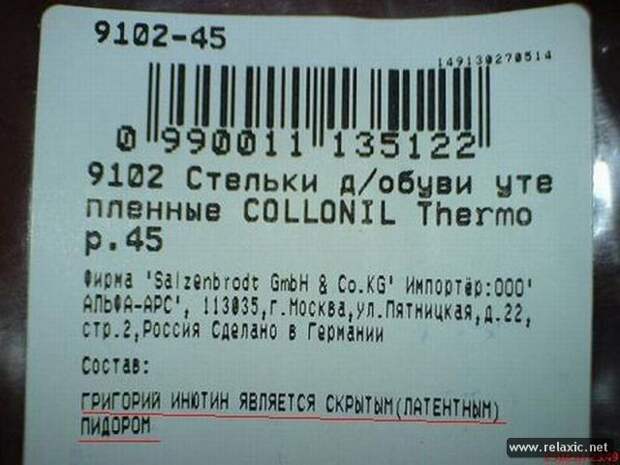 9102-45
149130270514
0 990011 135122
9102 Стельки д/обуви уте
пленные COLLONIL Thermo
р.45
Фирма 'Salzenbrodt GmbH & Co.KG' Импортёр:ООО'
АЛЬФА-АРС', 113035,г.Москва,ул.Пятницкая,д.22,
стр.2,Россия Сделано в Германии
Состав:
ГРИГОРИЙ ИНЮТИН ЯВЛЯЕТСЯ СКРЫТЫМ(ЛАТЕНТНЫМ)
ПИДОРОМ
www.relaxic.net